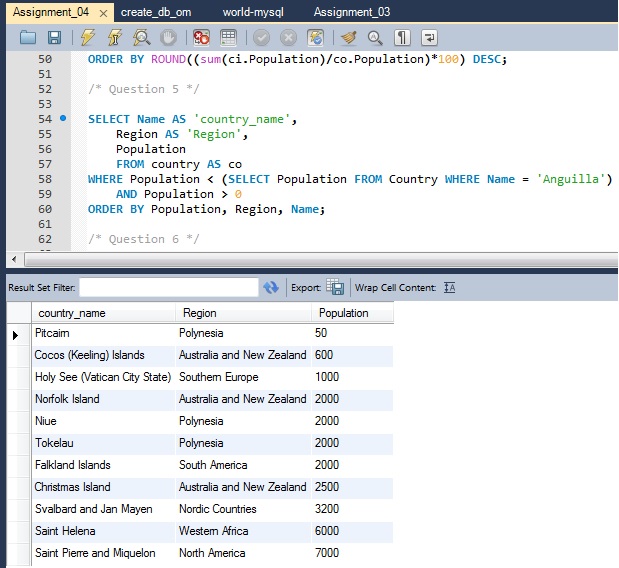 Assignment_04 × create_db_om world-mysql Assignment_03
50 ORDER BY ROUND((sum(ci.Population)/co.Population)*100) DESC;
51
52 /* Question 5 */
53
54 SELECT Name AS 'country_name',
55 Region AS 'Region',
56 Population
57 FROM country AS co
58 WHERE Population < (SELECT Population FROM Country WHERE Name = 'Anguilla')
59 AND Population > 0
60 ORDER BY Population, Region, Name;
61
62 /* Question 6 */
Result Set Filter: Export: Wrap Cell Content:
country_name Region Population
Pitcairn Polynesia 50
Cocos (Keeling) Islands Australia and New Zealand 600
Holy See (Vatican City State) Southern Europe 1000
Norfolk Island Australia and New Zealand 2000
Niue Polynesia 2000
Tokelau Polynesia 2000
Falkland Islands South America 2000
Christmas Island Australia and New Zealand 2500
Svalbard and Jan Mayen Nordic Countries 3200
Saint Helena Western Africa 6000
Saint Pierre and Miquelon North America 7000